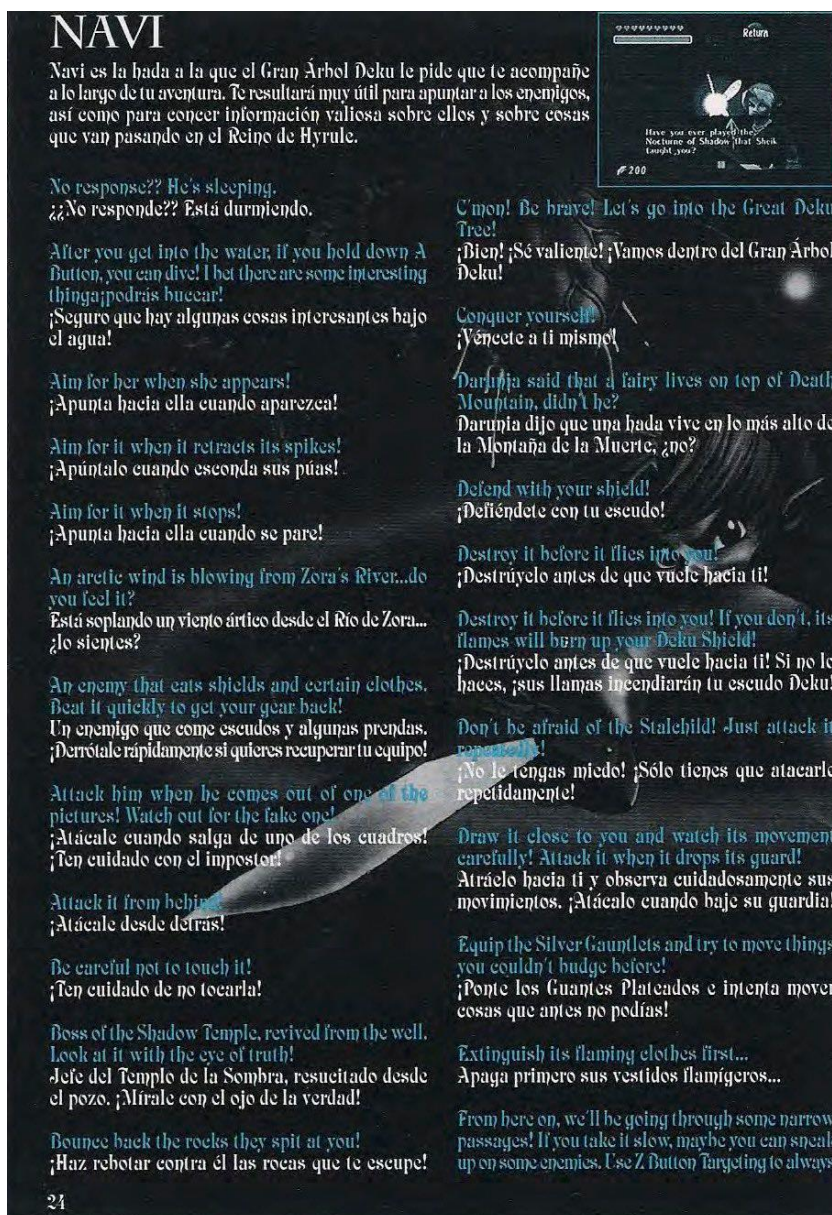 NAVI
Navi es la hada a la que el Gran Árbol Deku le pide que te acompañe
a lo largo de tu aventura. Te resultará muy útil para apuntar a los enemigos,
así como para concer información valiosa sobre ellos y sobre cosas
que van pasando en el Reino de Hyrule.
Return
Have you ever played the
Nocturne of Shadow that Sheik
taught you?
200
No response?? He's sleeping.
¿¿No responde?? Está durmiendo.
After you get into the water, if you hold down A
Button, you can dive! I bet there are some interesting
thinga¡podrás bucear!
¡Seguro que hay algunas cosas interesantes bajo
el agua!
Aim for her when she appears!
¡Apunta hacia ella cuando aparezca!
Aim for it when it retracts its spikes!
¡Apúntalo cuando esconda sus púas!
Aim for it when it stops!
¡Apunta hacia ella cuando se pare!
An arctic wind is blowing from Zora's River...do
you feel it?
Está soplando un viento ártico desde el Río de Zora...
¿lo sientes?
An enemy that eats shields and certain clothes.
Beat it quickly to get your gear back!
Un enemigo que come escudos y algunas prendas.
¡Derrótale rápidamente si quieres recuperar tu equipo!
Attack him when he comes out of one of the
pictures! Watch out for the fake one!
¡Atácale cuando salga de uno de los cuadros!
¡Ten cuidado con el impostor!
Attack it from behind!
¡Atácale desde detrás!
Be careful not to touch it!
¡Ten cuidado de no tocarla!
Boss of the Shadow Temple, revived from the well.
Look at it with the eye of truth!
Jefe del Templo de la Sombra, resucitado desde
el pozo. ¡Mírale con el ojo de la verdad!
Bounce back the rocks they spit at you!
¡Haz rebotar contra él las rocas que te escupe!
C'mon! Be brave! Let's go into the Great Deku
Tree!
¡Bien! ¡Sé valiente! ¡Vamos dentro del Gran Árbol
Deku!
Conquer yourself!
¡Véncete a ti mismo!
Darunia said that a fairy lives on top of Death
Mountain, didn't he?
Darunia dijo que una hada vive en lo más alto de
la Montaña de la Muerte, ¿no?
Defend with your shield!
¡Defiéndete con tu escudo!
Destroy it before it flies into you!
¡Destrúyelo antes de que vuele hacia ti!
Destroy it before it flies into you! If you don't, its
flames will burn up your Deku Shield!
¡Destrúyelo antes de que vuele hacia ti! Si no lo
haces, ¡sus llamas incendiarán tu escudo Deku!
Don't be afraid of the Stalchild! Just attack it
repeatedly!
¡No le tengas miedo! ¡Sólo tienes que atacarle
repetidamente!
Draw it close to you and watch its movement
carefully! Attack it when it drops its guard!
Atráelo hacia ti y observa cuidadosamente sus
movimientos. ¡Atácalo cuando baje su guardia!
Equip the Silver Gauntlets and try to move things
you couldn't budge before!
¡Ponte los Guantes Plateados e intenta mover
cosas que antes no podías!
Extinguish its flaming clothes first...
Apaga primero sus vestidos flamígeros...
From here on, we'll be going through some narrow
passages! If you take it slow, maybe you can sneak
up on some enemies. Use Z Button Targeting to always
24